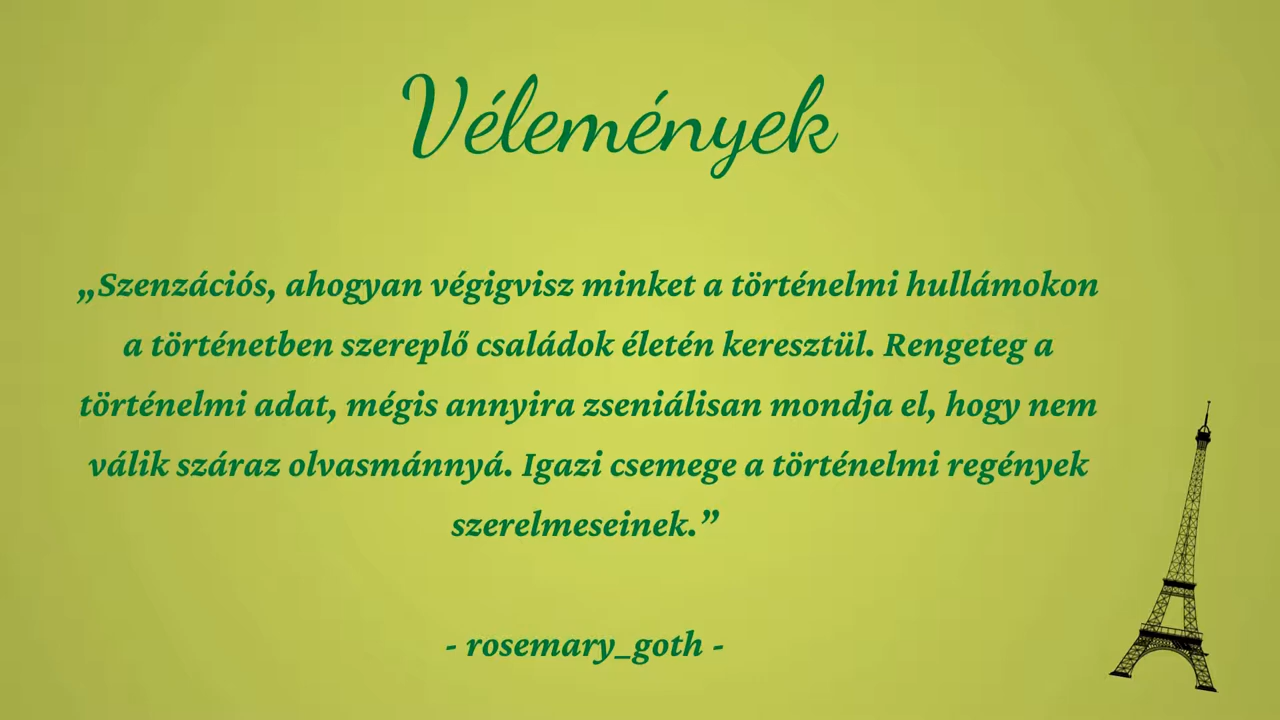 Vélemények
„Szenzációs, ahogyan végigvisz minket a történelmi hullámokon
a történetben szereplő családok életén keresztül. Rengeteg a
történelmi adat, mégis annyira zseniálisan mondja el, hogy nem
válik száraz olvasmánnyá. Igazi csemege a történelmi regények
szerelmeseinek.”
- rosemary_goth -